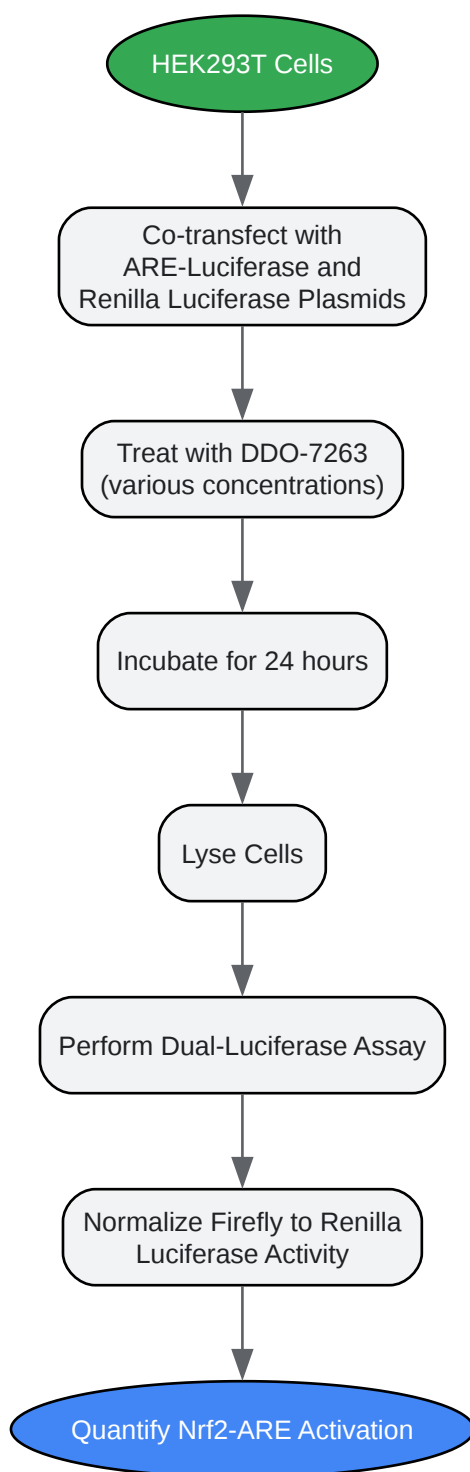 HEK293T Cells
Co-transfect with
ARE-Luciferase and
Renilla Luciferase Plasmids
Treat with DDO-7263
(various concentrations)
Incubate for 24 hours
Lyse Cells
Perform Dual-Luciferase Assay
Normalize Firefly to Renilla
Luciferase Activity
Quantify Nrf2-ARE Activation